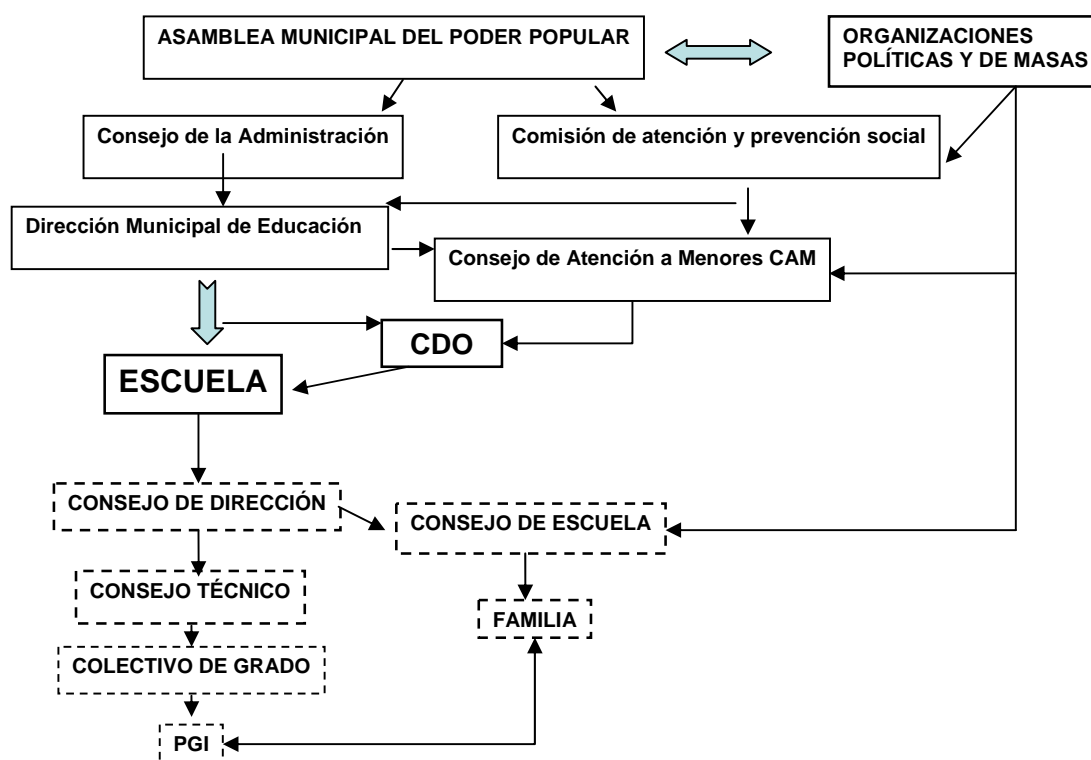 ASAMBLEA MUNICIPAL DEL PODER POPULAR
ORGANIZACIONES
POLÍTICAS Y DE MASAS
Consejo de la Administración
Comisión de atención y prevención social
Dirección Municipal de Educación
Consejo de Atención a Menores CAM
CDO
ESCUELA
CONSEJO DE DIRECCIÓN
CONSEJO DE ESCUELA
CONSEJO TÉCNICO
FAMILIA
COLECTIVO DE GRADO
PGI